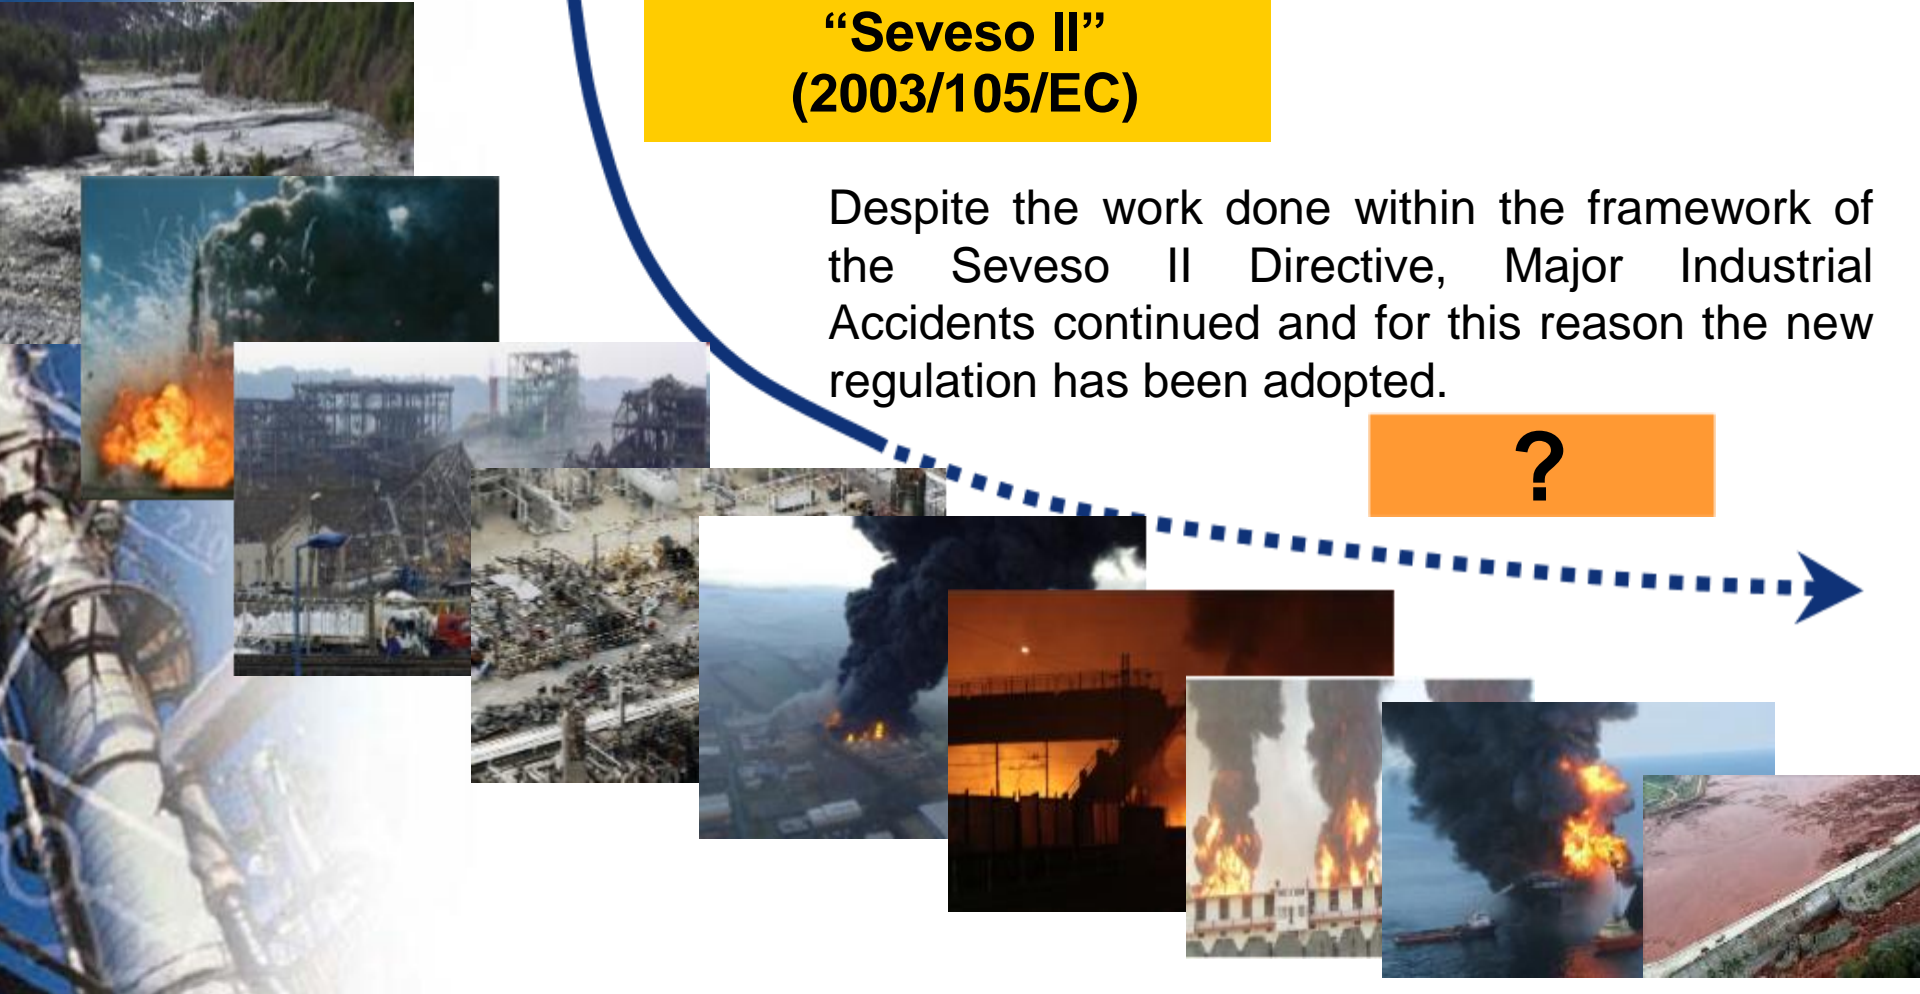 “Seveso II”
(2003/105/EC)
Despite the work done within the framework of
the Seveso II Directive, Major Industrial
Accidents continued and for this reason the new
regulation has been adopted.
?